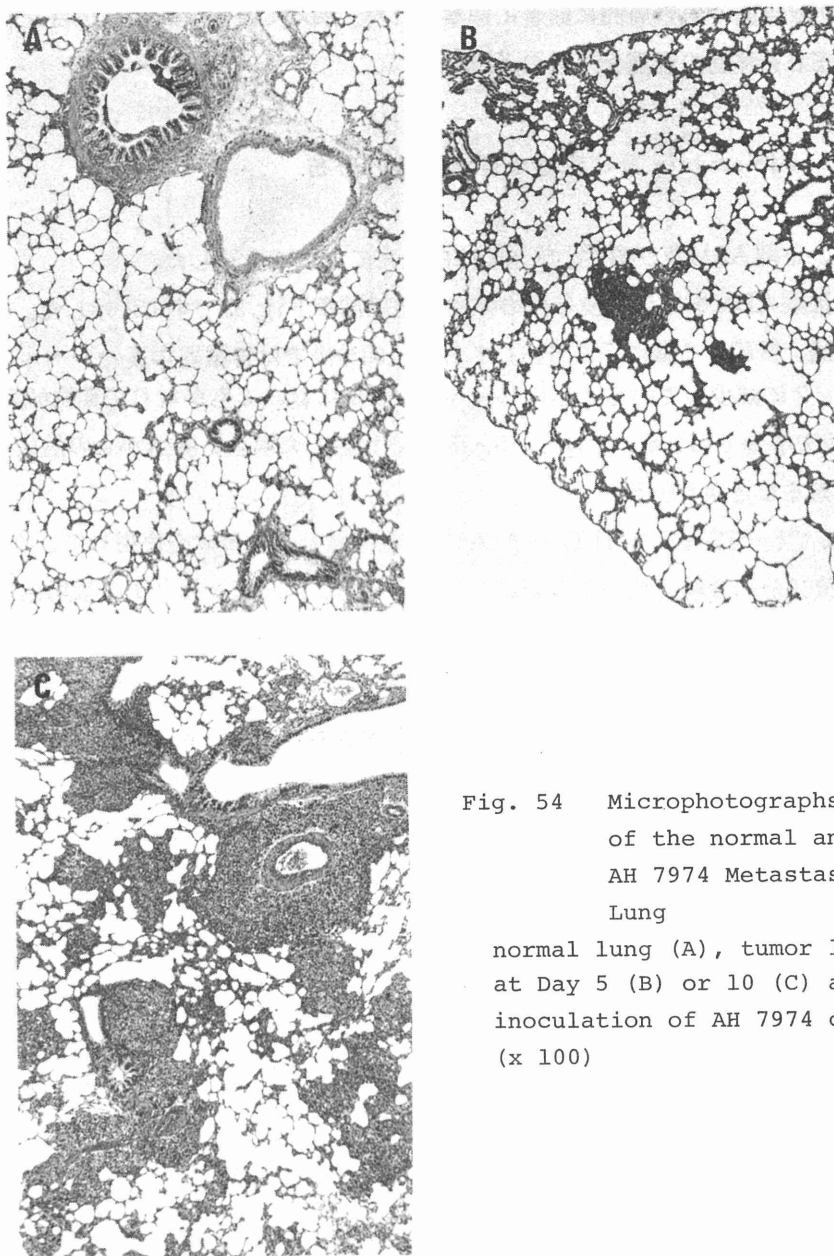 A
B
C
Fig. 54 Microphotographs
of the normal an
AH 7974 Metastas
Lung
normal lung (A), tumor l
at Day 5 (B) or 10 (C) a
inoculation of AH 7974 c
(x 100)